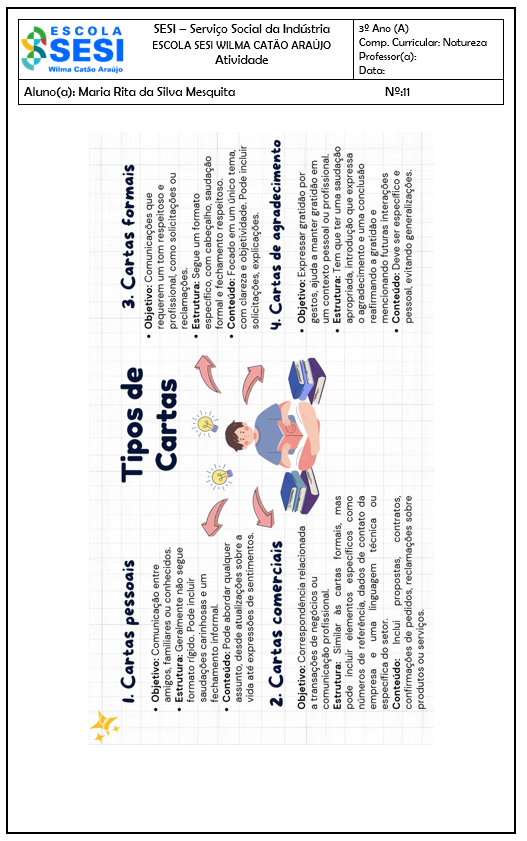 ESCOLA
SESI
Wilma Catão Araújo
SESI – Serviço Social da Indústria
ESCOLA SESI WILMA CATÃO ARAÚJO
Atividade
3º Ano (A)
Comp. Curricular: Natureza
Professor(a):
Data:
Aluno(a): Maria Rita da Silva Mesquita
Nº:11
Tipos de
Cartas
1. Cartas pessoais
• Objetivo: Comunicação entre
amigos, familiares ou conhecidos.
• Estrutura: Geralmente não segue
formato rígido. Pode incluir
saudações carinhosas e um
fechamento informal.
• Conteúdo: Pode abordar qualquer
assunto, desde atualizações sobre a
vida até expressões de sentimentos.
2. Cartas comerciais
Objetivo: Correspondência relacionada
a transações de negócios ou
comunicação profissional.
Estrutura: Similar às cartas formais, mas
pode incluir elementos específicos como
números de referência, dados de contato da
empresa e uma linguagem técnica ou
específica do setor.
Conteúdo: Inclui propostas, contratos,
confirmações de pedidos, reclamações sobre
produtos ou serviços.
3. Cartas formais
• Objetivo: Comunicações que
requerem um tom respeitoso e
profissional, como solicitações ou
reclamações.
• Estrutura: Segue um formato
específico, com cabeçalho, saudação
formal e fechamento respeitoso.
• Conteúdo: Focado em um único tema,
com clareza e objetividade. Pode incluir
solicitações, explicações.
4. Cartas de agradecimento
• Objetivo: Expressar gratidão por
gestos, ajuda a manter gratidão em
um contexto pessoal ou profissional.
• Estrutura: Tem que ter uma saudação
apropriada, introdução que expressa
o agradecimento e uma conclusão
reafirmando a gratidão e
mencionando futuras interações
• Conteúdo: Deve ser específico e
pessoal, evitando generalizações.